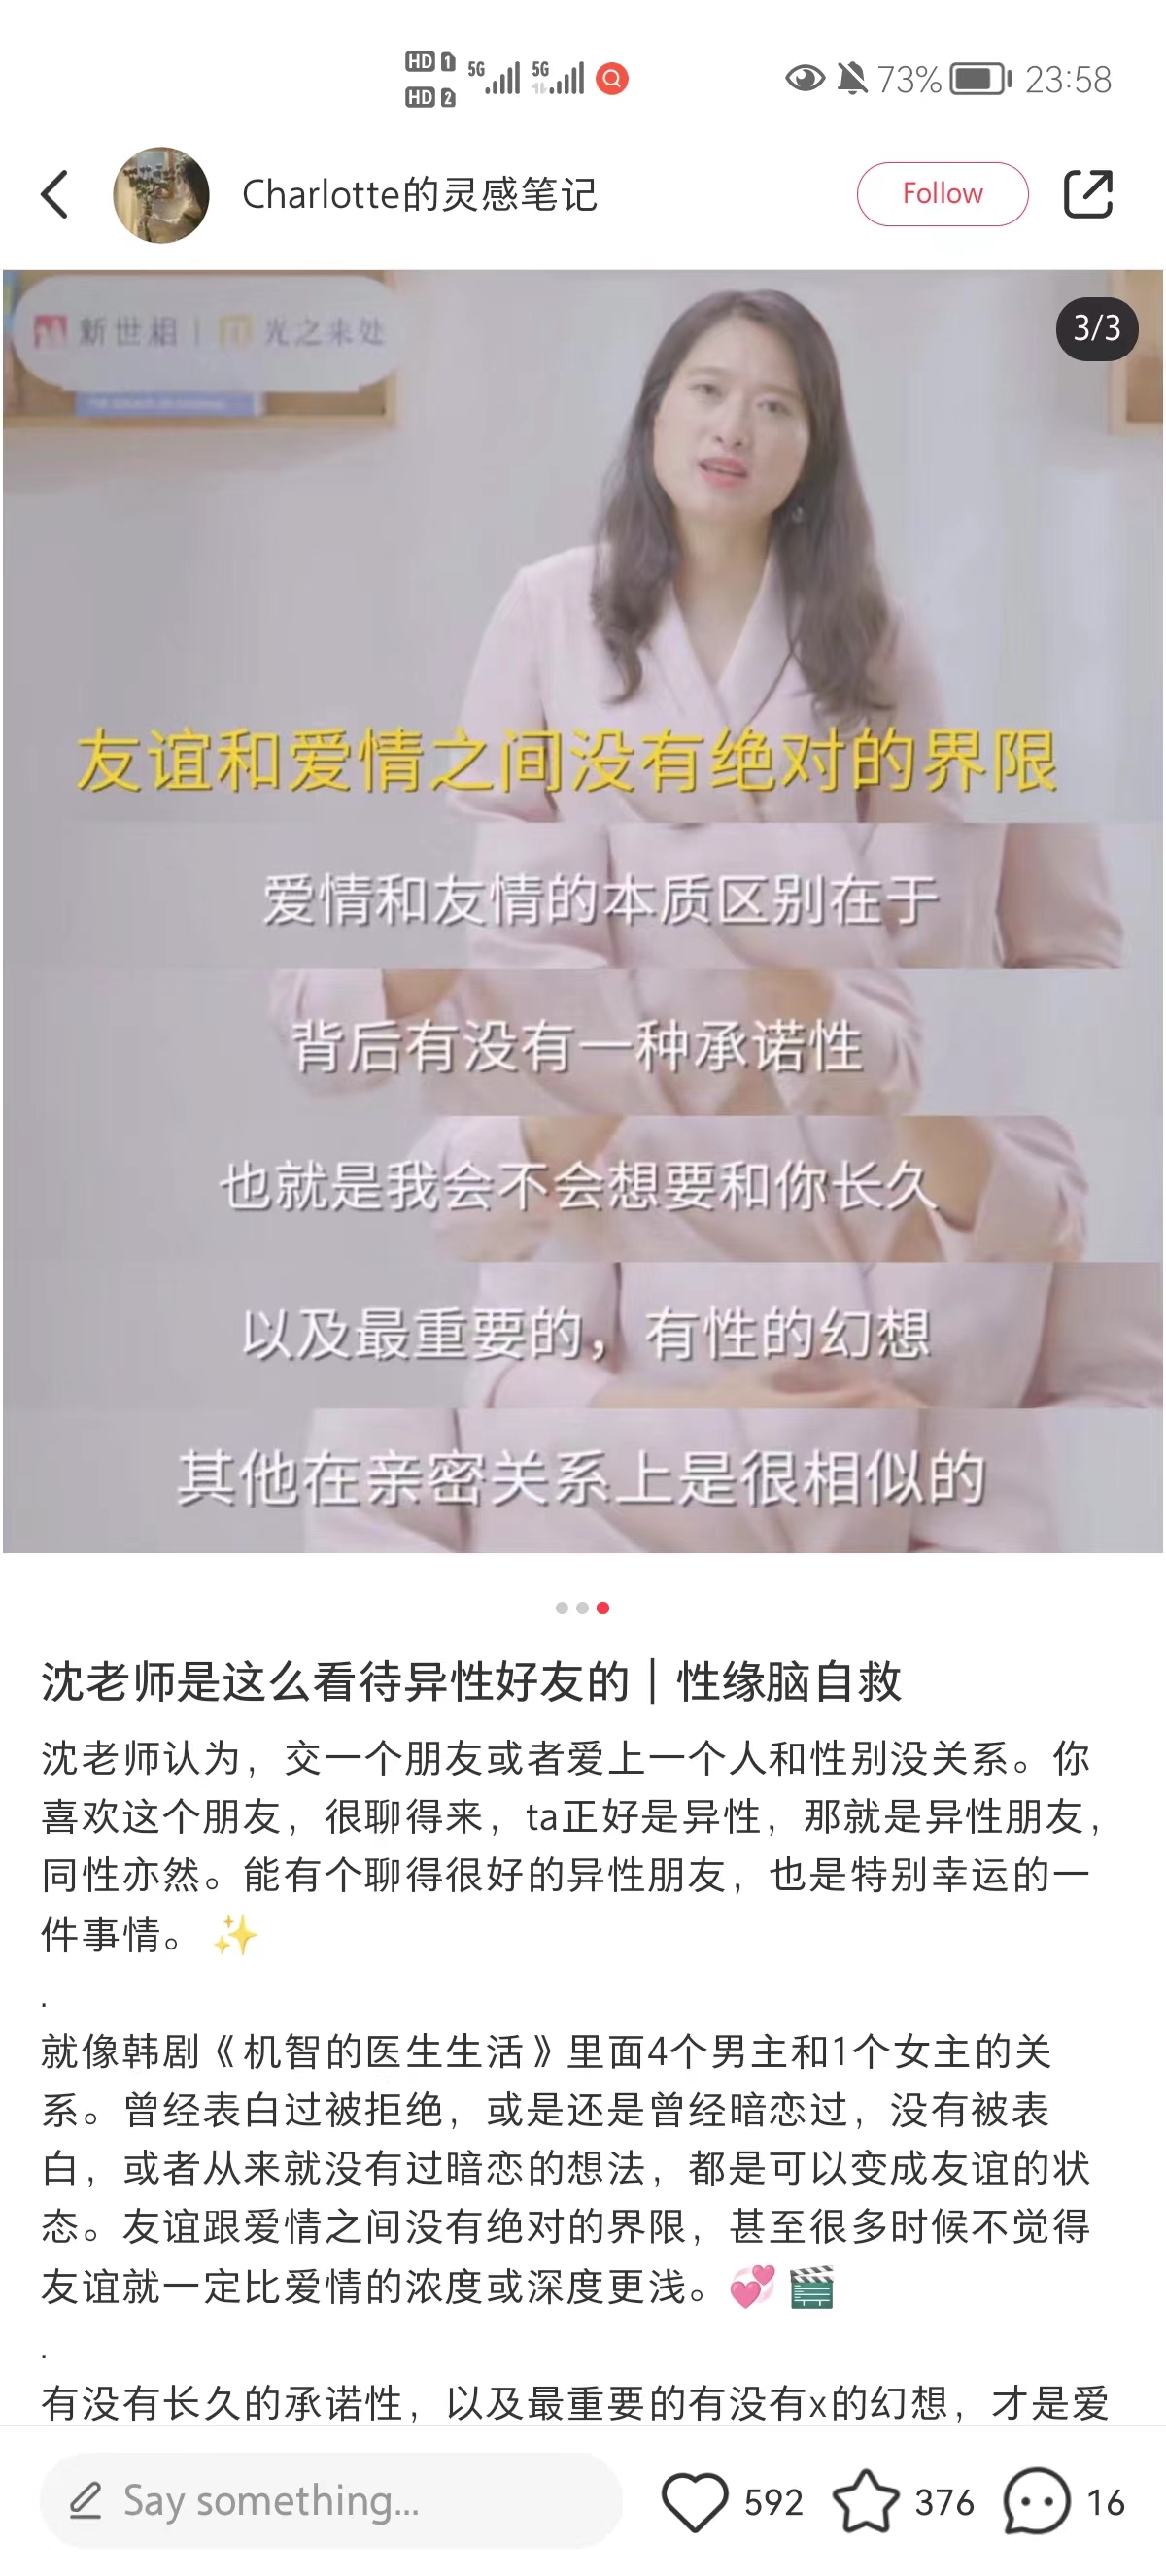 HD 1 5G 5G 73% 23:58
HD 2
Charlotte的灵感笔记 Follow
新世相 | 光之来处
3/3
友谊和爱情之间没有绝对的界限
爱情和友情的本质区别在于
背后有没有一种承诺性
也就是我会不会想要和你长久
以及最重要的，有性的幻想
其他在亲密关系上是很相似的
沈老师是这么看待异性好友的｜性缘脑自救
沈老师认为，交一个朋友或者爱上一个人和性别没关系。你
喜欢这个朋友，很聊得来，ta正好是异性，那就是异性朋友，
同性亦然。能有个聊得很好的异性朋友，也是特别幸运的一
件事情。✨
.
就像韩剧《机智的医生生活》里面4个男主和1个女主的关
系。曾经表白过被拒绝，或是还是曾经暗恋过，没有被表
白，或者从来就没有过暗恋的想法，都是可以变成友谊的状
态。友谊跟爱情之间没有绝对的界限，甚至很多时候不觉得
友谊就一定比爱情的浓度或深度更浅。💞🎬
.
有没有长久的承诺性，以及最重要的有没有x的幻想，才是爱
Say something... 592 376 16